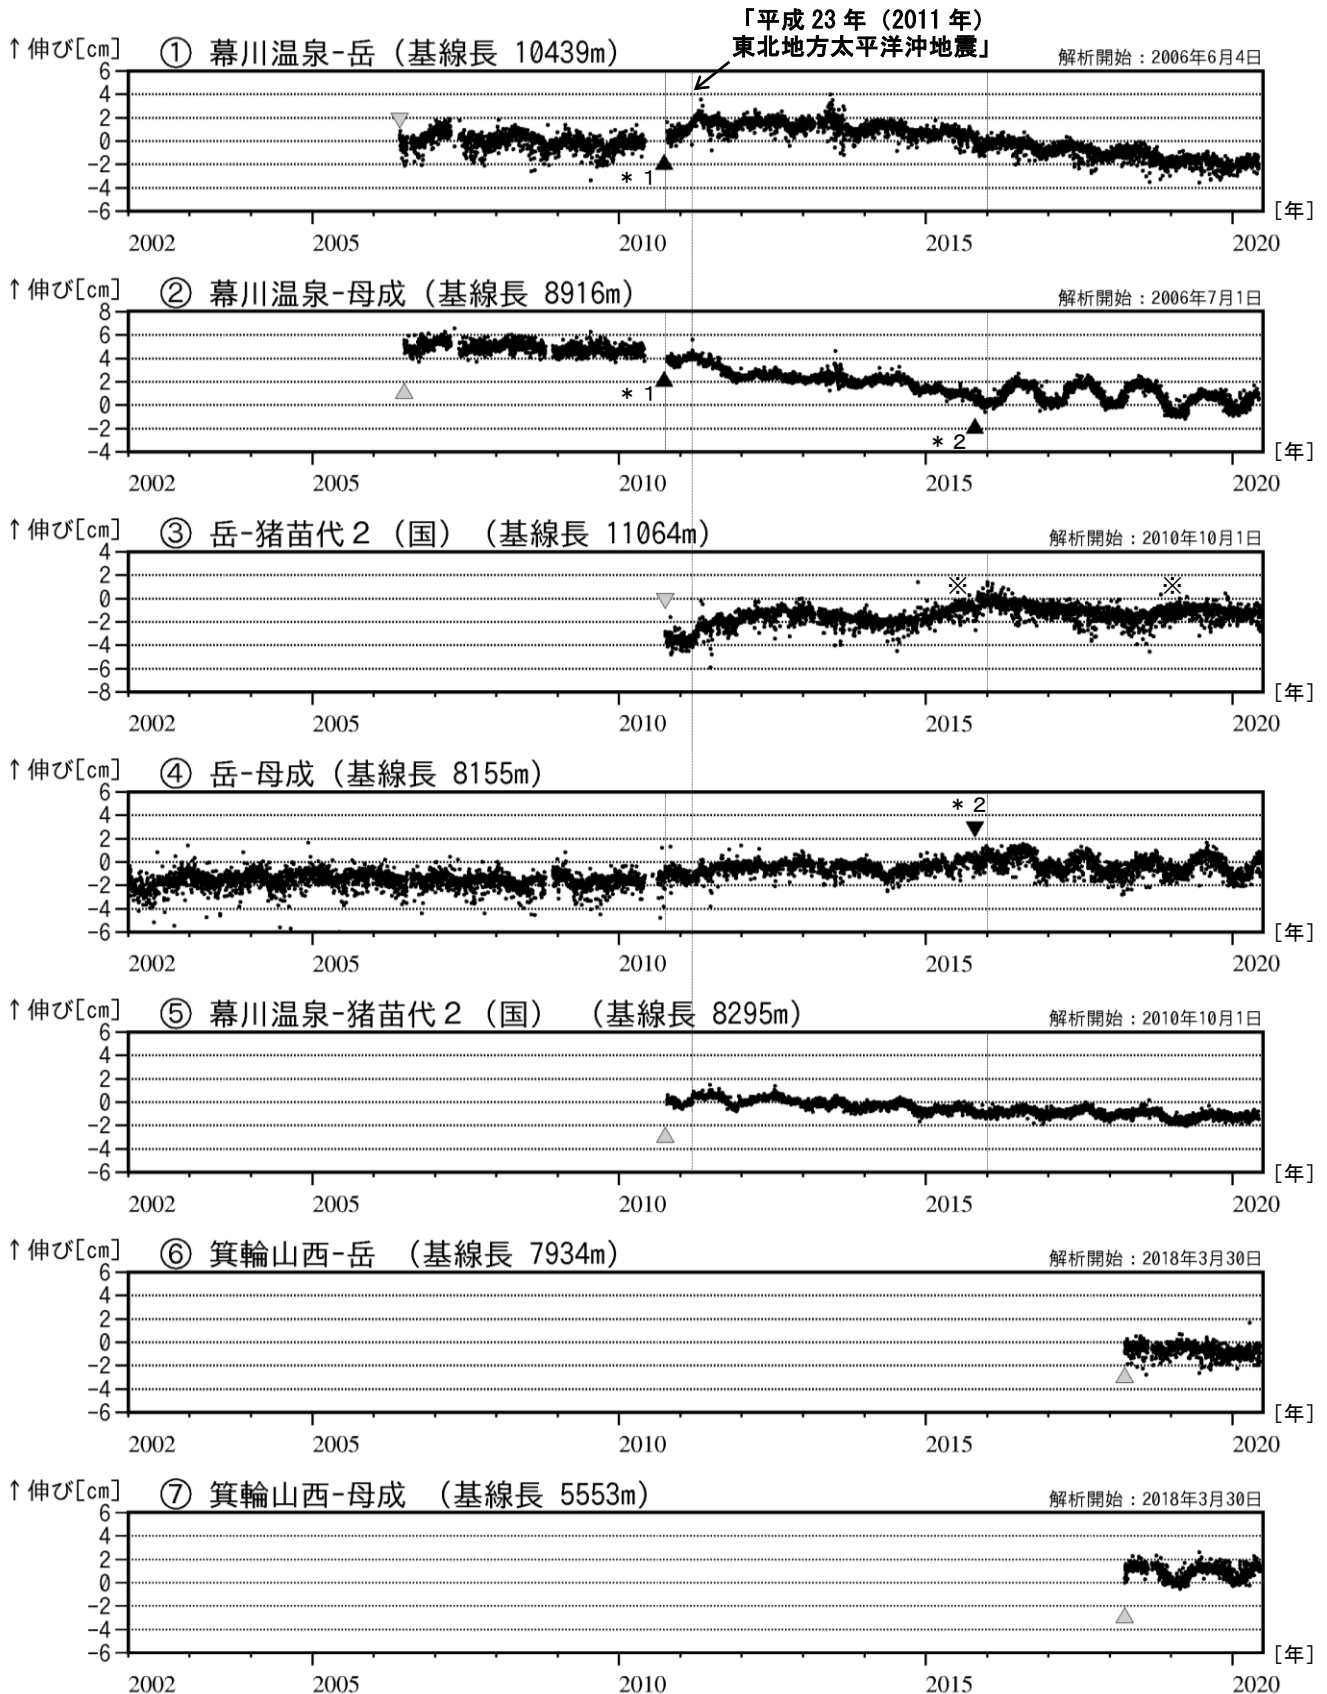 「平成 23 年（2011 年）
東北地方太平洋沖地震」
↑伸び[cm] ① 幕川温泉-岳（基線長 10439m） 解析開始：2006年6月4日
6
4
2
0
-2
-4
-6
＊ 1
[年]
2002 2005 2010 2015 2020
↑伸び[cm] ② 幕川温泉-母成（基線長 8916m） 解析開始：2006年7月1日
8
6
4
2
0
-2
-4
＊ 1
＊ 2
[年]
2002 2005 2010 2015 2020
↑伸び[cm] ③ 岳-猪苗代２（国）（基線長 11064m） 解析開始：2010年10月1日
4
2
0
-2
-4
-6
-8
※ ※
[年]
2002 2005 2010 2015 2020
↑伸び[cm] ④ 岳-母成（基線長 8155m）
6
4
2
0
-2
-4
-6
＊ 2
[年]
2002 2005 2010 2015 2020
↑伸び[cm] ⑤ 幕川温泉-猪苗代２（国） （基線長 8295m） 解析開始：2010年10月1日
6
4
2
0
-2
-4
-6
[年]
2002 2005 2010 2015 2020
↑伸び[cm] ⑥ 箕輪山西-岳 （基線長 7934m） 解析開始：2018年3月30日
6
4
2
0
-2
-4
-6
[年]
2002 2005 2010 2015 2020
↑伸び[cm] ⑦ 箕輪山西-母成 （基線長 5553m） 解析開始：2018年3月30日
6
4
2
0
-2
-4
-6
[年]
2002 2005 2010 2015 2020